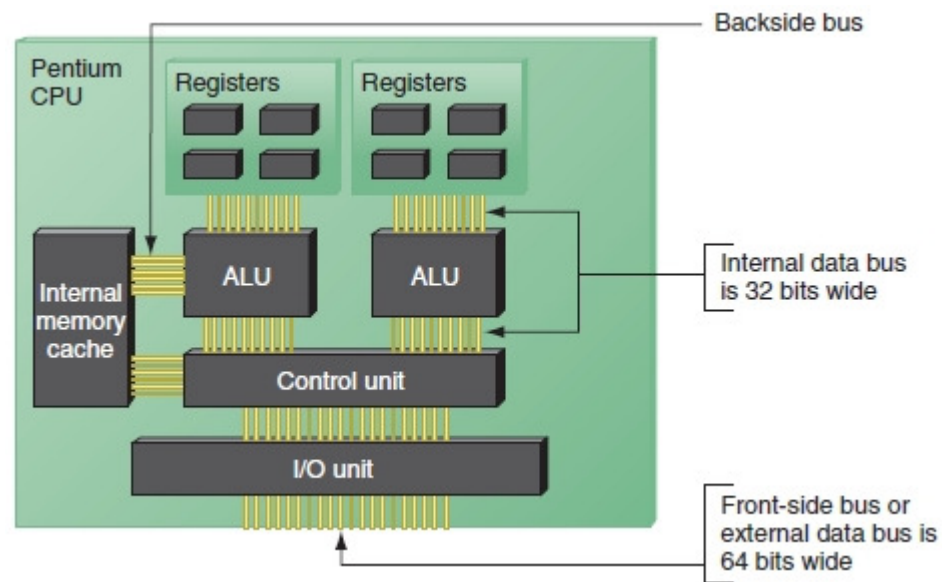 Backside bus
Pentium
CPU
Registers
Registers
Internal
memory
cache
ALU
ALU
Internal data bus
is 32 bits wide
Control unit
I/O unit
Front-side bus or
external data bus is
64 bits wide